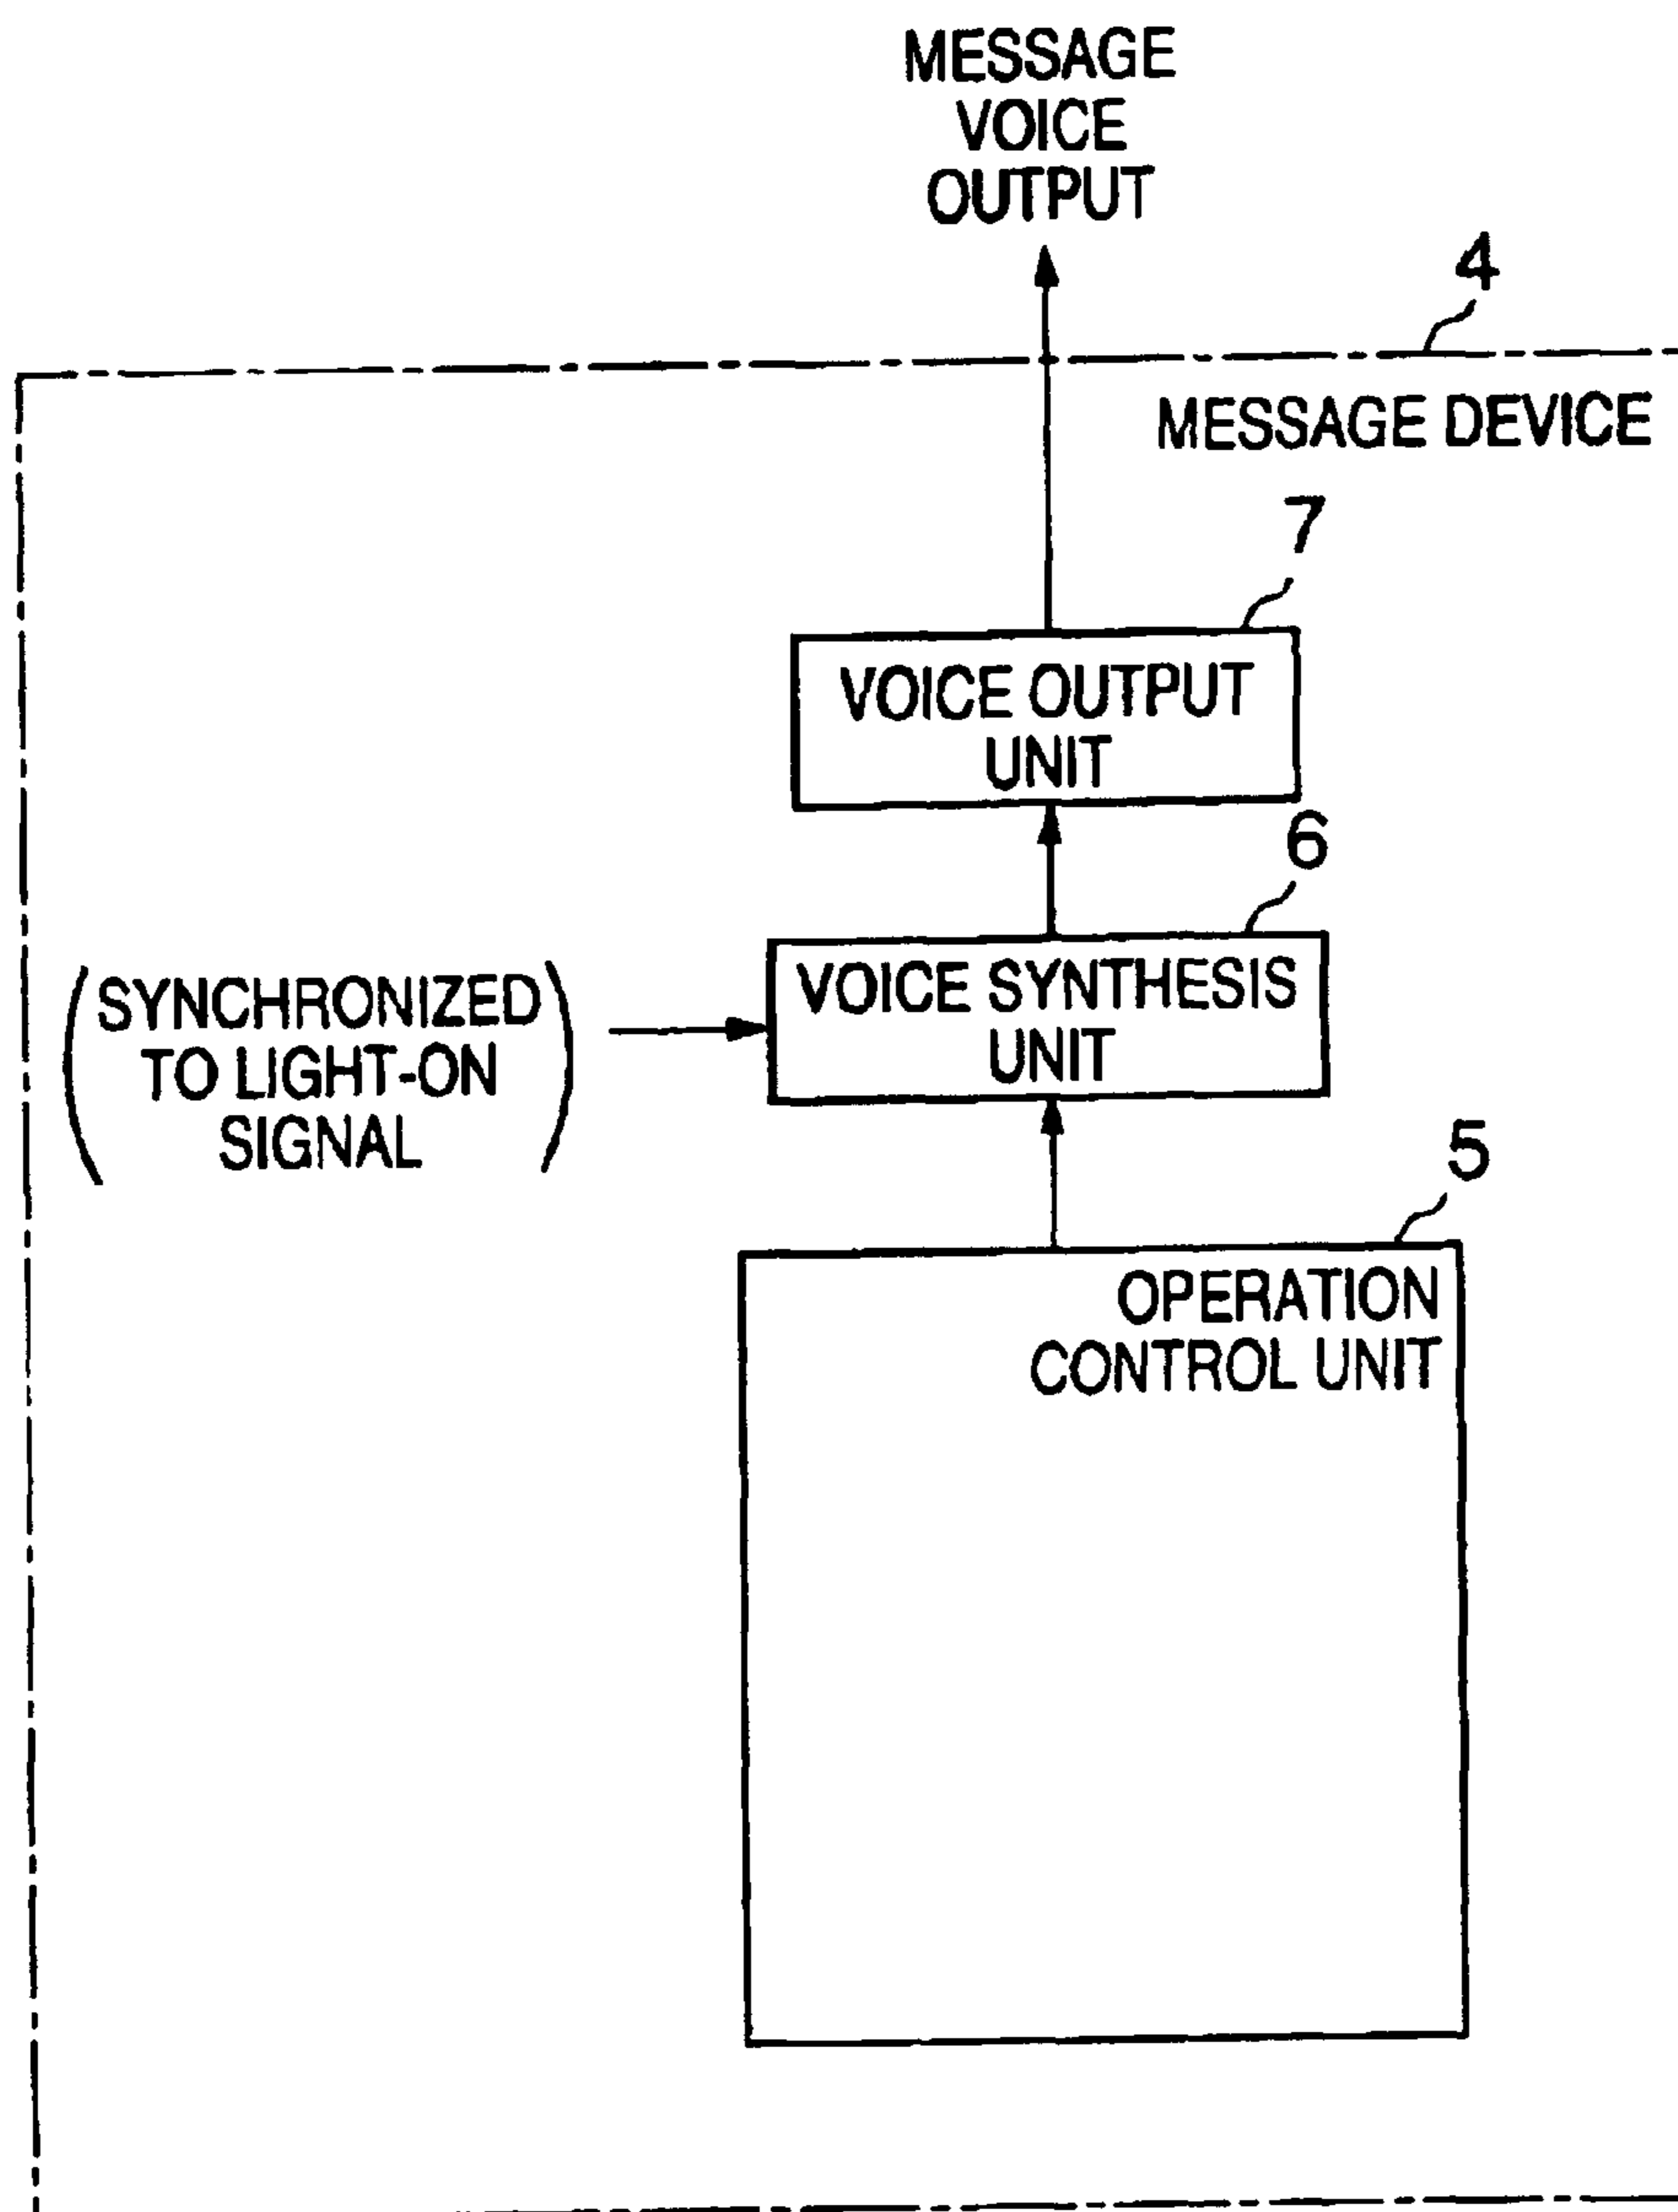 MESSAGE
VOICE
OUTPUT
4
MESSAGE DEVICE
7
VOICE OUTPUT
UNIT
6
(SYNCHRONIZED
TO LIGHT-ON
SIGNAL)
VOICE SYNTHESIS
UNIT
5
OPERATION
CONTROL UNIT